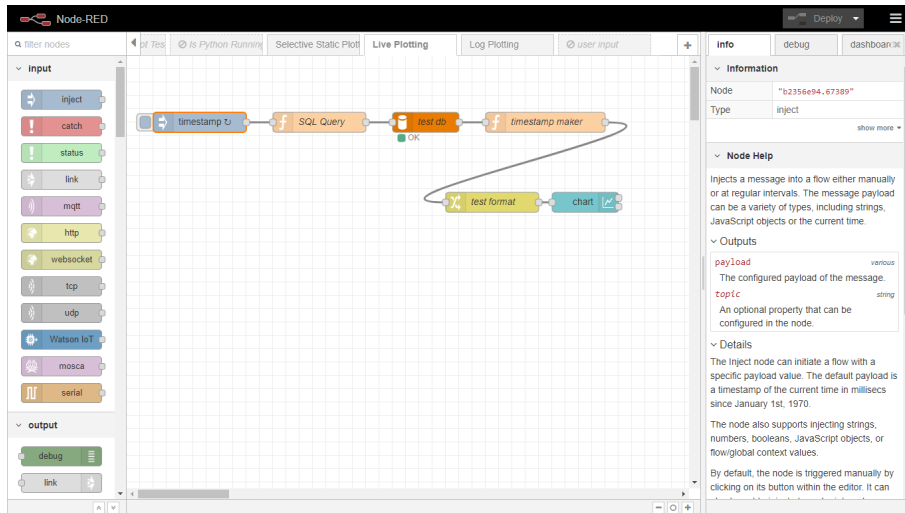 Node-RED
Deploy
filter nodes
pt Tes
Is Python Running
Selective Static Plott
Live Plotting
Log Plotting
user input
info
debug
input
inject
catch
status
link
mqtt
http
websocket
tcp
udp
Watson IoT
mosca
serial
output
debug
link
timestamp ↻
SQL Query
test db
OK
timestamp maker
test format
chart
Information
Node "b2356e94.67389"
Type inject
show more
Node Help
Injects a message into a flow either manually
or at regular intervals. The message payload
can be a variety of types, including strings,
JavaScript objects or the current time.
Outputs
payload various
The configured payload of the message.
topic string
An optional property that can be
configured in the node.
Details
The Inject node can initiate a flow with a
specific payload value. The default payload is
a timestamp of the current time in millisecs
since January 1st, 1970.
The node also supports injecting strings,
numbers, booleans, JavaScript objects, or
flow/global context values.
By default, the node is triggered manually by
clicking on its button within the editor. It can